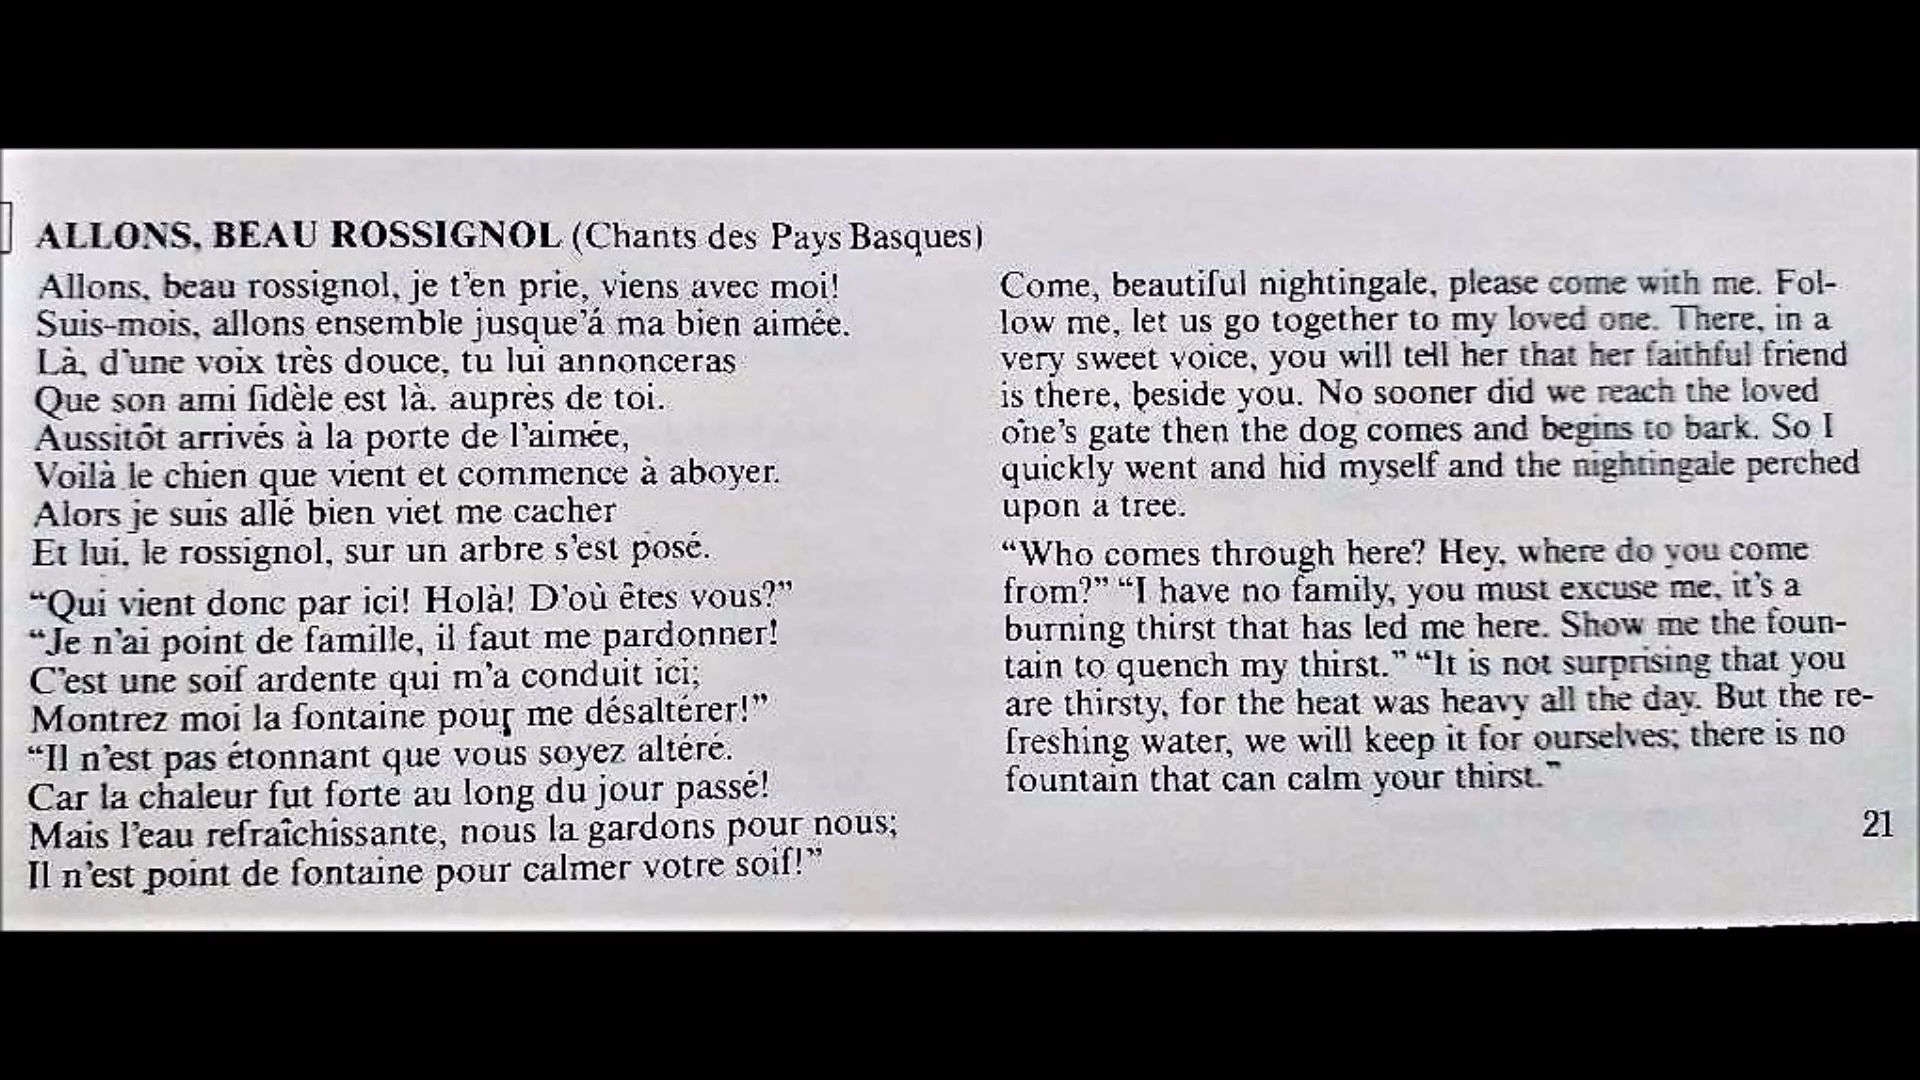 ALLONS, BEAU ROSSIGNOL (Chants des Pays Basques)
Allons, beau rossignol, je t'en prie, viens avec moi!
Suis-mois, allons ensemble jusque'á ma bien aimée.
Là, d'une voix très douce, tu lui annonceras
Que son ami fidèle est là. auprès de toi.
Aussitôt arrivés à la porte de l'aimée,
Voilà le chien que vient et commence à aboyer.
Alors je suis allé bien viet me cacher
Et lui, le rossignol, sur un arbre s'est posé.
“Qui vient donc par ici! Holà! D'où êtes vous?”
“Je n'ai point de famille, il faut me pardonner!
C'est une soif ardente qui m'a conduit ici;
Montrez moi la fontaine pour me désaltérer!”
“Il n'est pas étonnant que vous soyez altéré.
Car la chaleur fut forte au long du jour passé!
Mais l'eau refraîchissante, nous la gardons pour nous;
Il n'est point de fontaine pour calmer votre soif!”
Come, beautiful nightingale, please come with me. Fol-
low me, let us go together to my loved one. There, in a
very sweet voice, you will tell her that her faithful friend
is there, beside you. No sooner did we reach the loved
one's gate then the dog comes and begins to bark. So I
quickly went and hid myself and the nightingale perched
upon a tree.
“Who comes through here? Hey, where do you come
from?” “I have no family, you must excuse me, it's a
burning thirst that has led me here. Show me the foun-
tain to quench my thirst.” “It is not surprising that you
are thirsty, for the heat was heavy all the day. But the re-
freshing water, we will keep it for ourselves; there is no
fountain that can calm your thirst.”
21